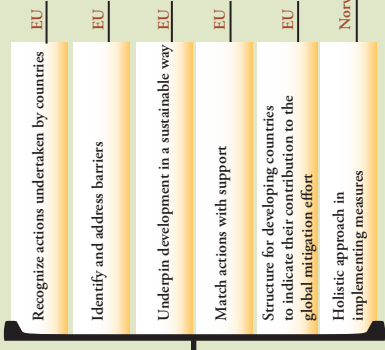 Recognize actions undertaken by countries
EU
Identify and address barriers
EU
Underpin development in a sustainable way
EU
Match actions with support
EU
Structure for developing countries
to indicate their contribution to the
global mitigation effort
EU
Holistic approach in
implementing measures